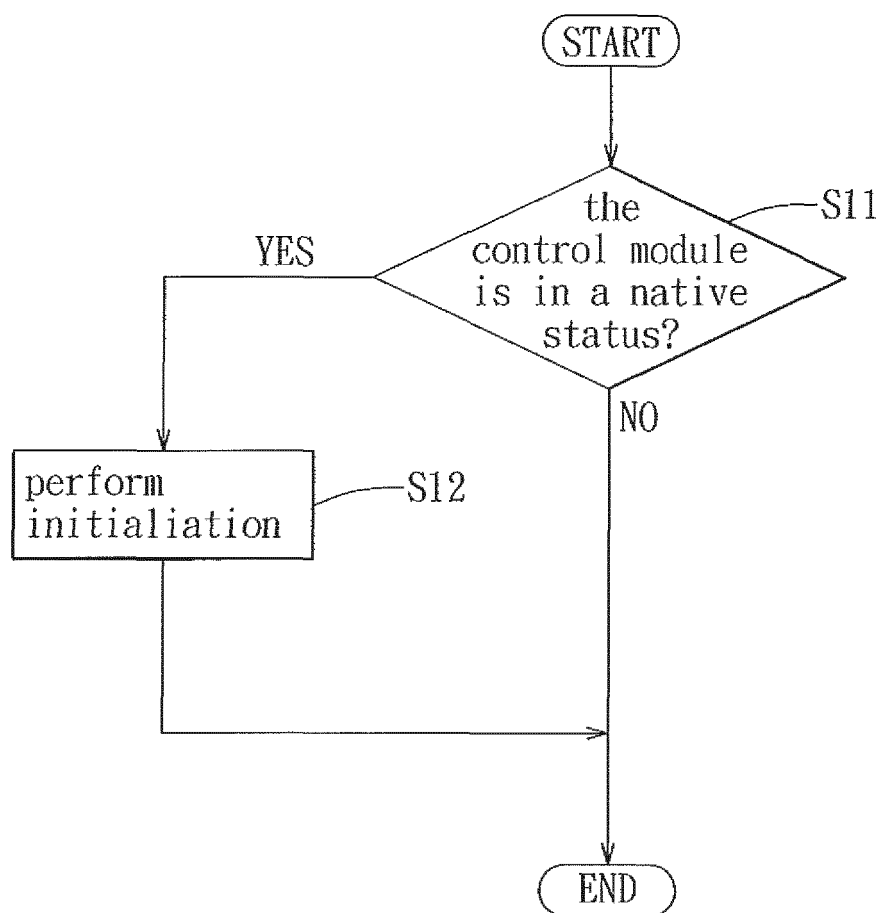 START
the
control module
is in a native
status?
S11
YES
NO
perform
initialiation
S12
END